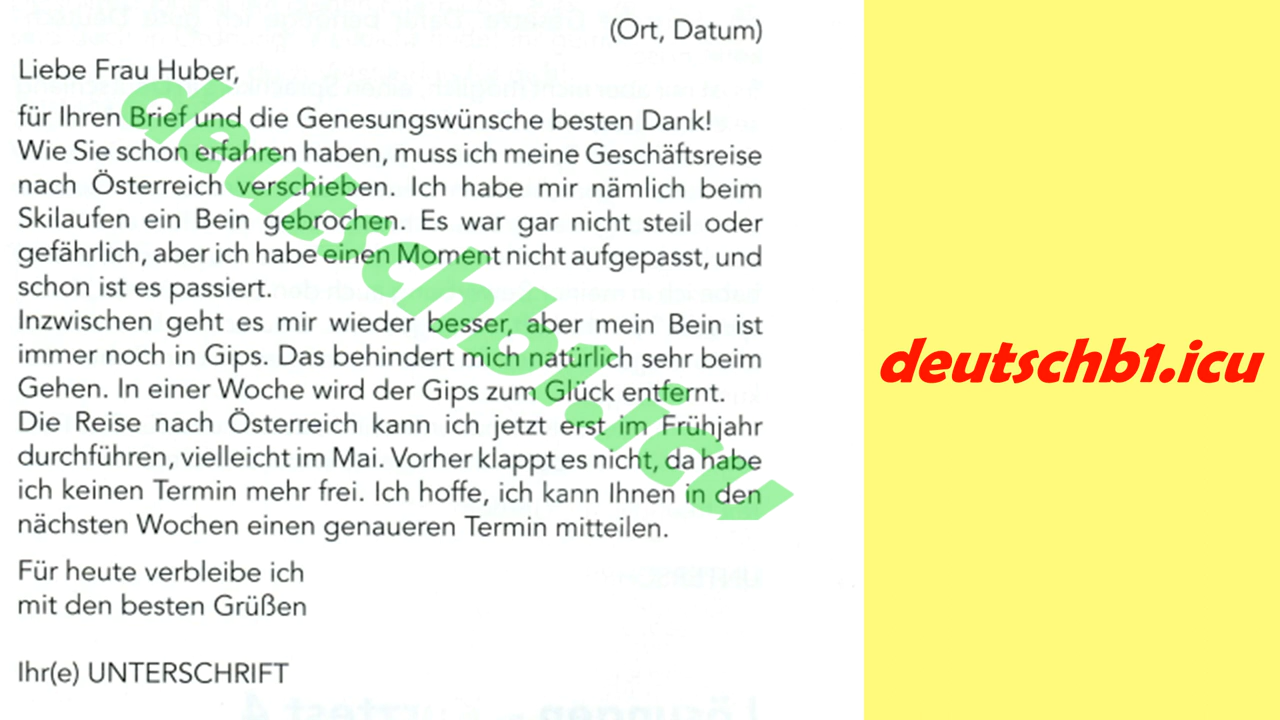 (Ort, Datum)
Liebe Frau Huber,
für Ihren Brief und die Genesungswünsche besten Dank!
Wie Sie schon erfahren haben, muss ich meine Geschäftsreise
nach Österreich verschieben. Ich habe mir nämlich beim
Skilaufen ein Bein gebrochen. Es war gar nicht steil oder
gefährlich, aber ich habe einen Moment nicht aufgepasst, und
schon ist es passiert.
Inzwischen geht es mir wieder besser, aber mein Bein ist
immer noch in Gips. Das behindert mich natürlich sehr beim
Gehen. In einer Woche wird der Gips zum Glück entfernt.
Die Reise nach Österreich kann ich jetzt erst im Frühjahr
durchführen, vielleicht im Mai. Vorher klappt es nicht, da habe
ich keinen Termin mehr frei. Ich hoffe, ich kann Ihnen in den
nächsten Wochen einen genaueren Termin mitteilen.
Für heute verbleibe ich
mit den besten Grüßen
Ihr(e) UNTERSCHRIFT
deutschb1.icu
deutschb1.icu